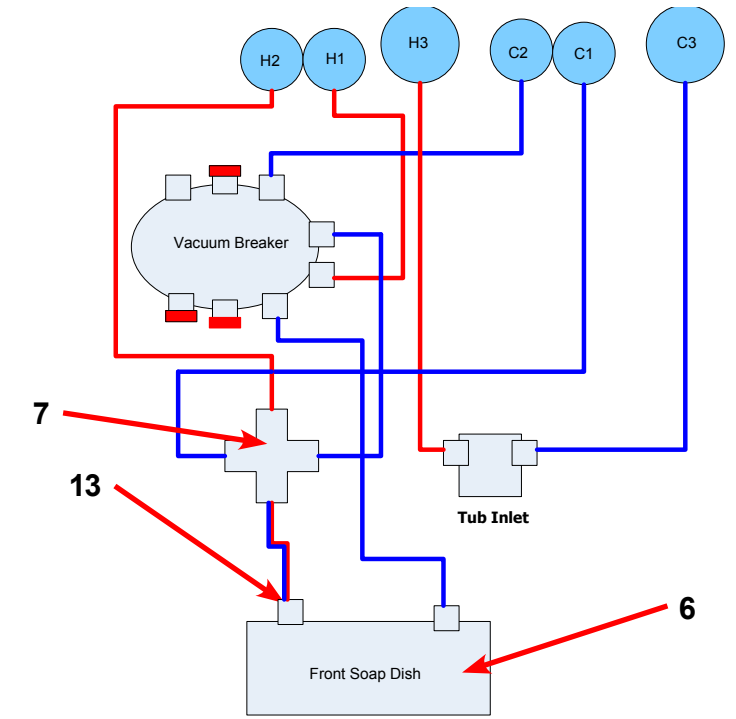 H2
H1
H3
C2
C1
C3
Vacuum Breaker
7
13
Tub Inlet
6
Front Soap Dish